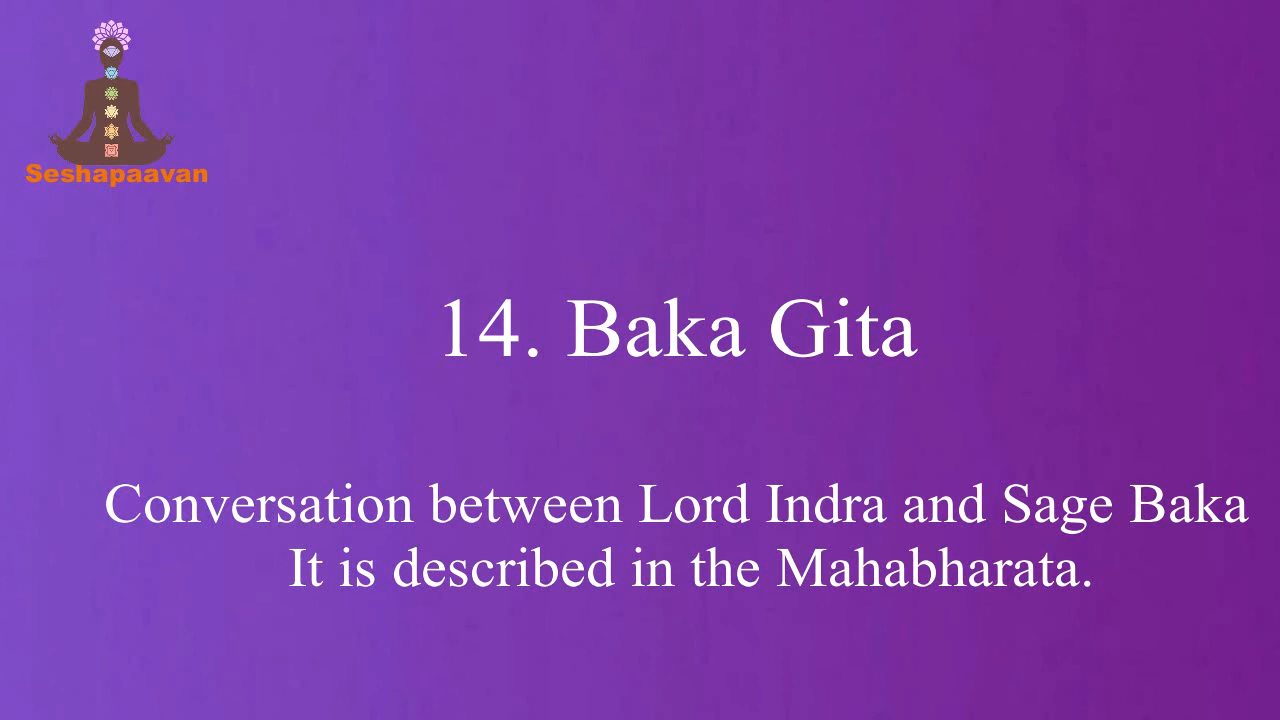 Seshapaavan
14. Baka Gita
Conversation between Lord Indra and Sage Baka
It is described in the Mahabharata.